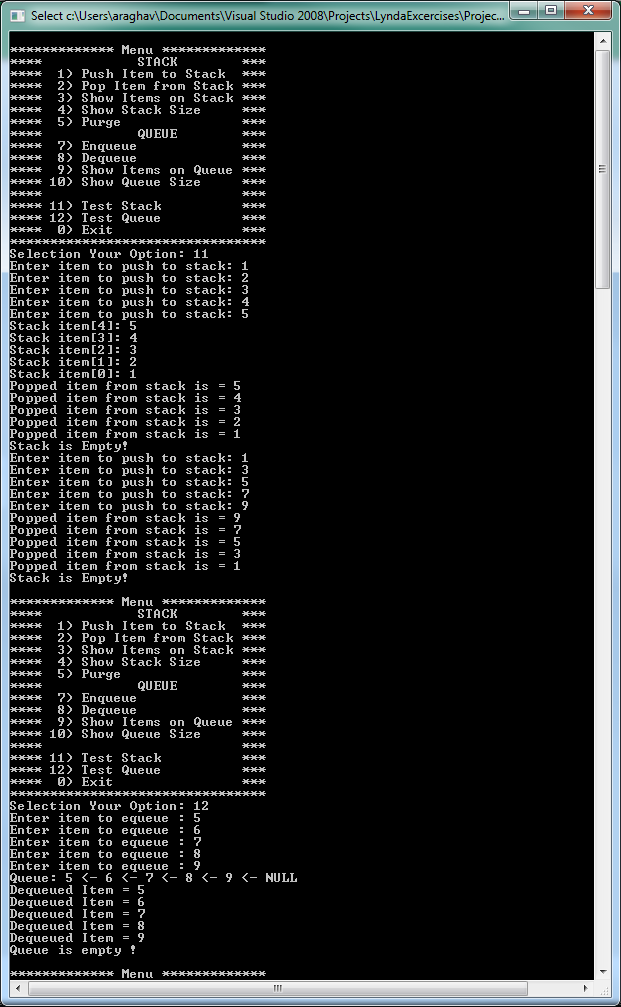 Select c:\Users\araghav\Documents\Visual Studio 2008\Projects\LyndaExcercises\Projec...
************* Menu *************
**** STACK ***
**** 1) Push Item to Stack ***
**** 2) Pop Item from Stack ***
**** 3) Show Items on Stack ***
**** 4) Show Stack Size ***
**** 5) Purge ***
**** QUEUE ***
**** 7) Enqueue ***
**** 8) Dequeue ***
**** 9) Show Items on Queue ***
**** 10) Show Queue Size ***
**** ***
**** 11) Test Stack ***
**** 12) Test Queue ***
**** 0) Exit ***
********************************
Selection Your Option: 11
Enter item to push to stack: 1
Enter item to push to stack: 2
Enter item to push to stack: 3
Enter item to push to stack: 4
Enter item to push to stack: 5
Stack item[4]: 5
Stack item[3]: 4
Stack item[2]: 3
Stack item[1]: 2
Stack item[0]: 1
Popped item from stack is = 5
Popped item from stack is = 4
Popped item from stack is = 3
Popped item from stack is = 2
Popped item from stack is = 1
Stack is Empty!
Enter item to push to stack: 1
Enter item to push to stack: 3
Enter item to push to stack: 5
Enter item to push to stack: 7
Enter item to push to stack: 9
Popped item from stack is = 9
Popped item from stack is = 7
Popped item from stack is = 5
Popped item from stack is = 3
Popped item from stack is = 1
Stack is Empty!
************* Menu *************
**** STACK ***
**** 1) Push Item to Stack ***
**** 2) Pop Item from Stack ***
**** 3) Show Items on Stack ***
**** 4) Show Stack Size ***
**** 5) Purge ***
**** QUEUE ***
**** 7) Enqueue ***
**** 8) Dequeue ***
**** 9) Show Items on Queue ***
**** 10) Show Queue Size ***
**** ***
**** 11) Test Stack ***
**** 12) Test Queue ***
**** 0) Exit ***
********************************
Selection Your Option: 12
Enter item to equeue : 5
Enter item to equeue : 6
Enter item to equeue : 7
Enter item to equeue : 8
Enter item to equeue : 9
Queue: 5 <- 6 <- 7 <- 8 <- 9 <- NULL
Dequeued Item = 5
Dequeued Item = 6
Dequeued Item = 7
Dequeued Item = 8
Dequeued Item = 9
Queue is empty !
************* Menu *************